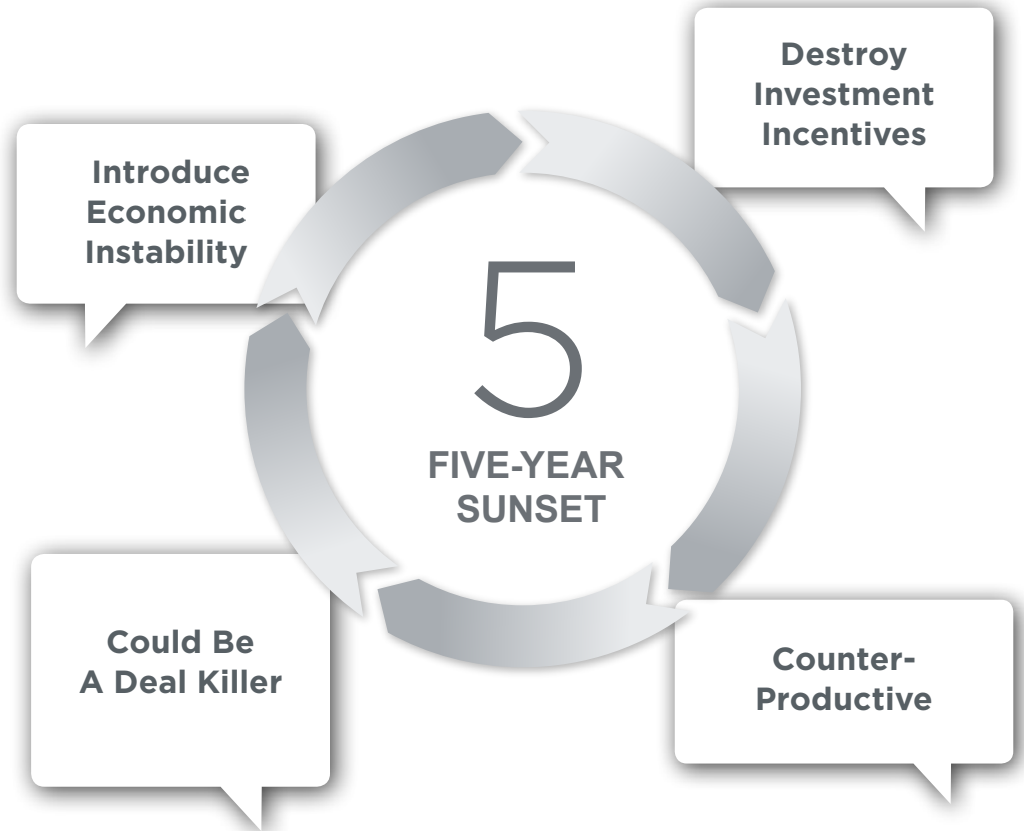 Destroy
Investment
Incentives
Introduce
Economic
Instability
5
FIVE-YEAR
SUNSET
Could Be
A Deal Killer
Counter-
Productive